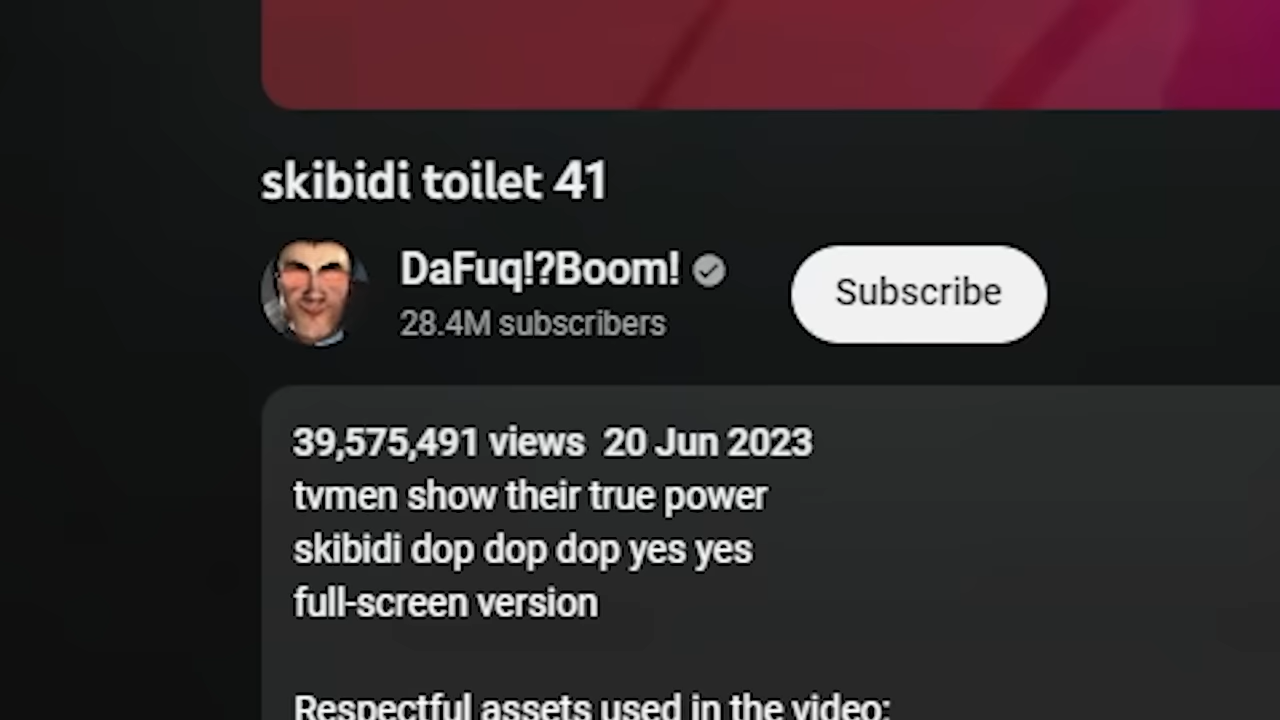 skibidi toilet 41
DaFuq!?Boom!
28.4M subscribers
Subscribe
39,575,491 views 20 Jun 2023
tvmen show their true power
skibidi dop dop dop yes yes
full-screen version
Respectful assets used in the video: